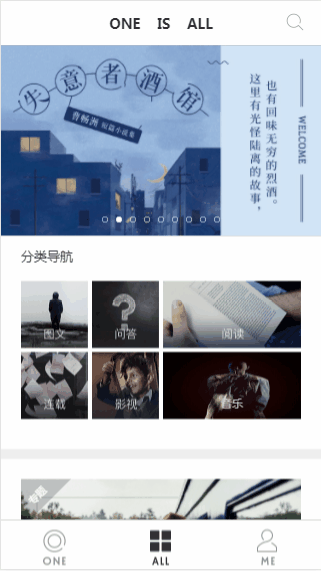 ONE IS ALL
失意者酒馆
曹畅洲 短篇小说集
也有回味无穷的烈酒。
这里有光怪陆离的故事，
WELCOME
分类导航
图文
问答
阅读
连载
影视
音乐
ONE
ALL
ME